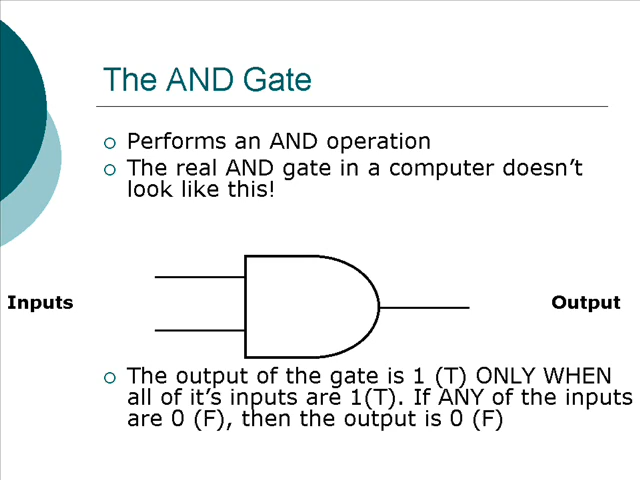 The AND Gate
Performs an AND operation
The real AND gate in a computer doesn't
look like this!
Inputs
Output
The output of the gate is 1 (T) ONLY WHEN
all of it's inputs are 1(T). If ANY of the inputs
are 0 (F), then the output is 0 (F)